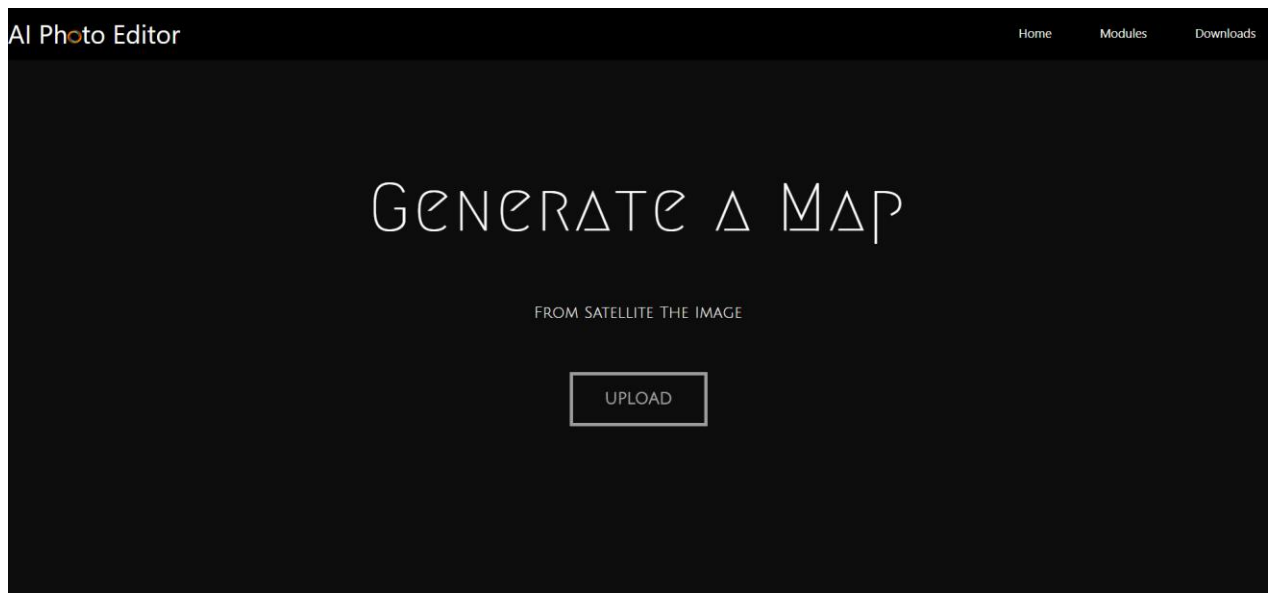 AI Photo Editor
Home Modules Downloads
Generate a Map
From Satellite The Image
UPLOAD